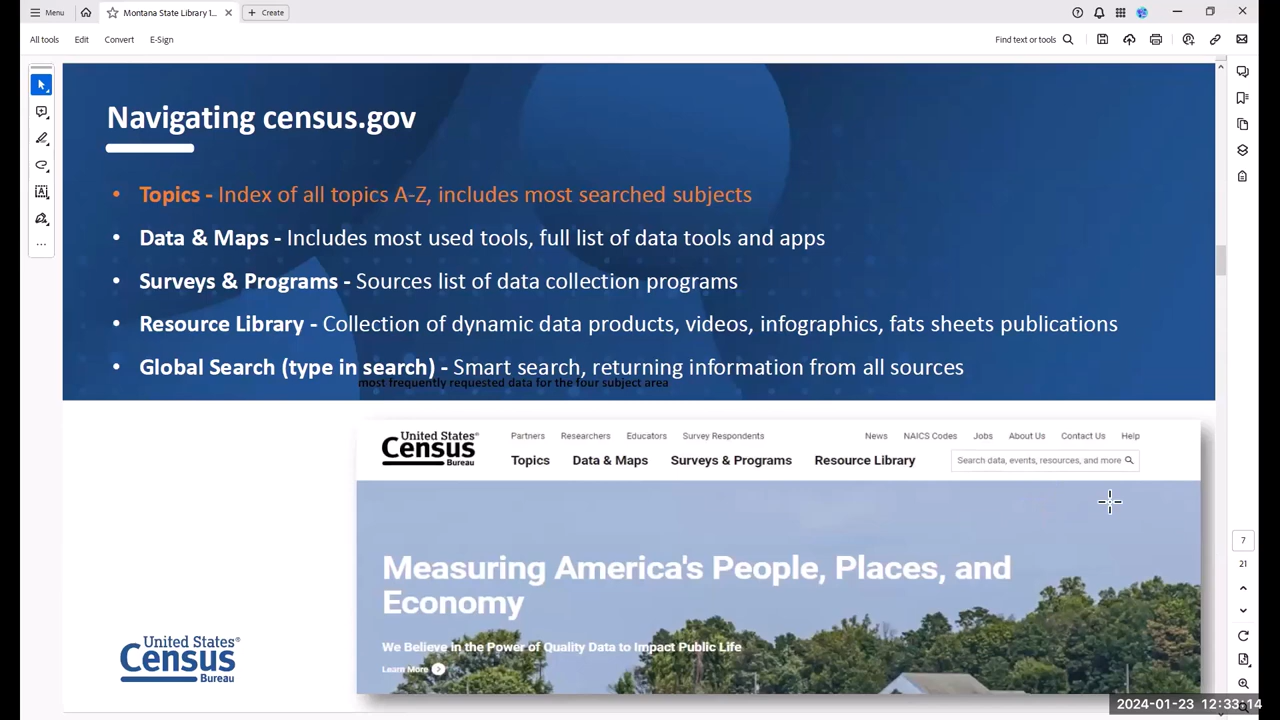 Menu
Montana State Library 1...
Create
All tools
Edit
Convert
E-Sign
Find text or tools
Navigating census.gov
• Topics - Index of all topics A-Z, includes most searched subjects
• Data & Maps - Includes most used tools, full list of data tools and apps
• Surveys & Programs - Sources list of data collection programs
• Resource Library - Collection of dynamic data products, videos, infographics, fats sheets publications
• Global Search (type in search) - Smart search, returning information from all sources
most frequently requested data for the four subject area
United States®
Census
Bureau
Partners
Researchers
Educators
Survey Respondents
News
NAICS Codes
Jobs
About Us
Contact Us
Help
Topics
Data & Maps
Surveys & Programs
Resource Library
Search data, events, resources, and more
Measuring America's People, Places, and
Economy
We Believe in the Power of Quality Data to Impact Public Life
Learn More
United States®
Census
Bureau
7
21
2024-01-23 12:33:14